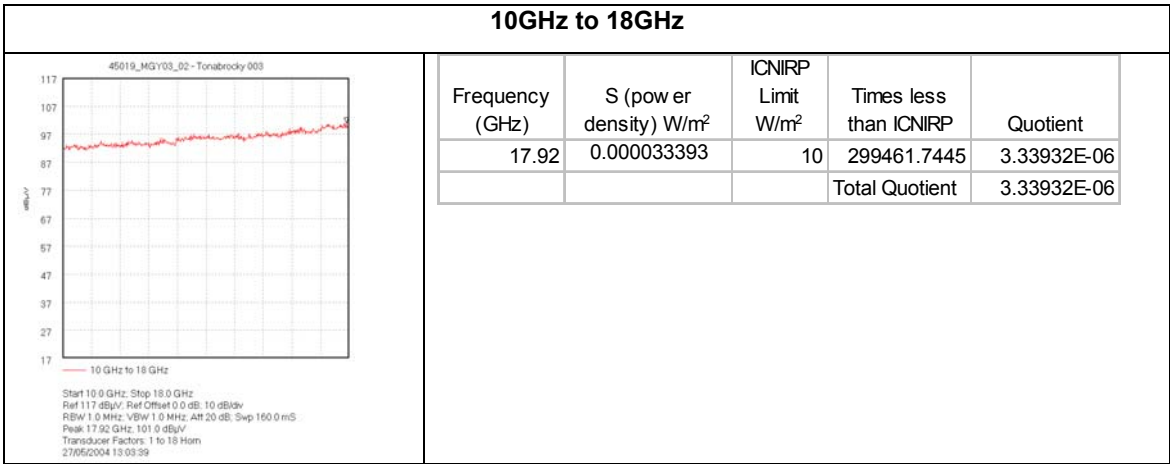 10GHz to 18GHz
45019_MGY03_02 - Tonabrocky 003
117
107
97
87
77
67
57
47
37
27
17
dBµV
10 GHz to 18 GHz
Start 10.0 GHz; Stop 18.0 GHz
Ref 117 dBµV; Ref Offset 0.0 dB; 10 dB/div
RBW 1.0 MHz; VBW 1.0 MHz; Att 20 dB; Swp 160.0 mS
Peak 17.92 GHz, 101.0 dBµV
Transducer Factors: 1 to 18 Horn
27/05/2004 13:03:39
Frequency (GHz) S (pow er density) W/m² ICNIRP Limit W/m² Times less than ICNIRP Quotient
17.92 0.000033393 10 299461.7445 3.33932E-06
Total Quotient 3.33932E-06